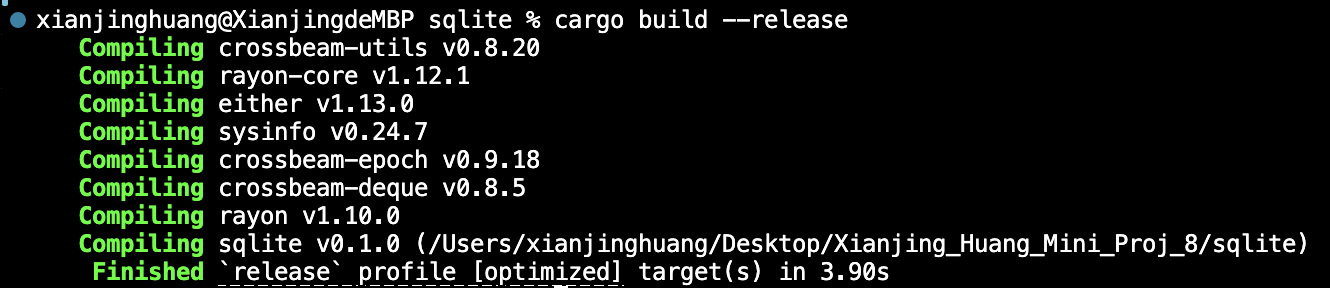 xianjinghuang@XianjingdeMBP sqlite % cargo build --release
Compiling crossbeam-utils v0.8.20
Compiling rayon-core v1.12.1
Compiling either v1.13.0
Compiling sysinfo v0.24.7
Compiling crossbeam-epoch v0.9.18
Compiling crossbeam-deque v0.8.5
Compiling rayon v1.10.0
Compiling sqlite v0.1.0 (/Users/xianjinghuang/Desktop/Xianjing_Huang_Mini_Proj_8/sqlite)
Finished `release` profile [optimized] target(s) in 3.90s